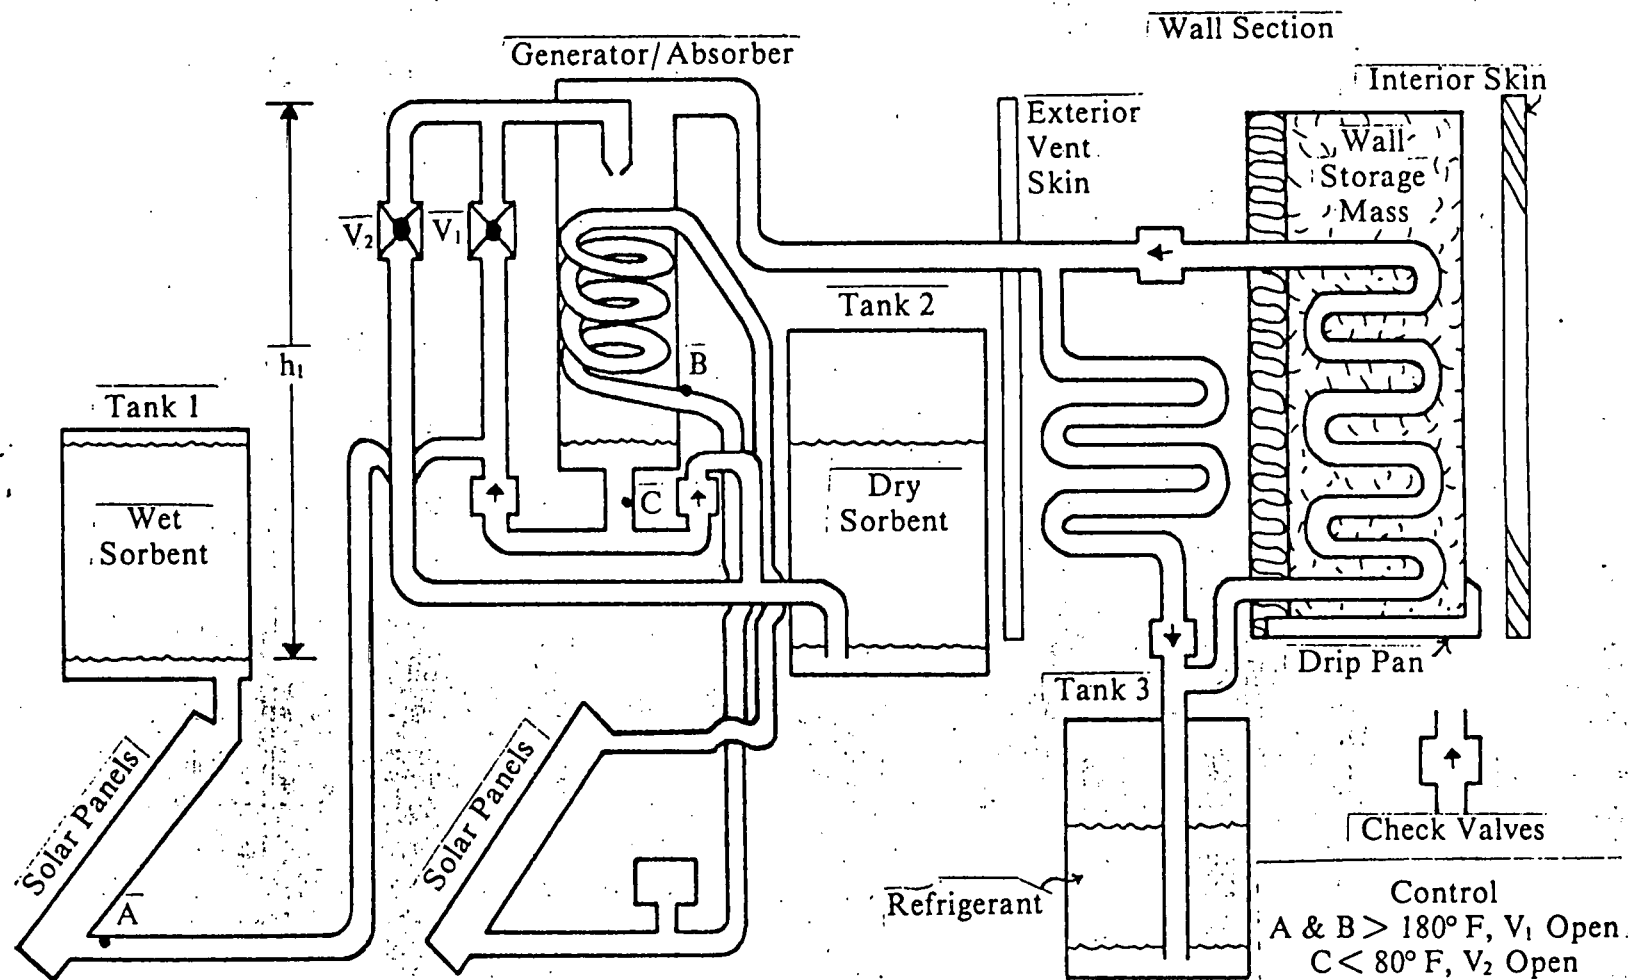 Wall Section
Generator/Absorber
Interior Skin
Exterior
Vent
Skin
Wall
Storage
Mass
V₂
V₁
Tank 2
h₁
B
Tank 1
Wet
Sorbent
C
Dry
Sorbent
Drip Pan
Tank 3
Solar Panels
Solar Panels
A
Check Valves
Refrigerant
Control
A & B > 180° F, V₁ Open
C < 80° F, V₂ Open